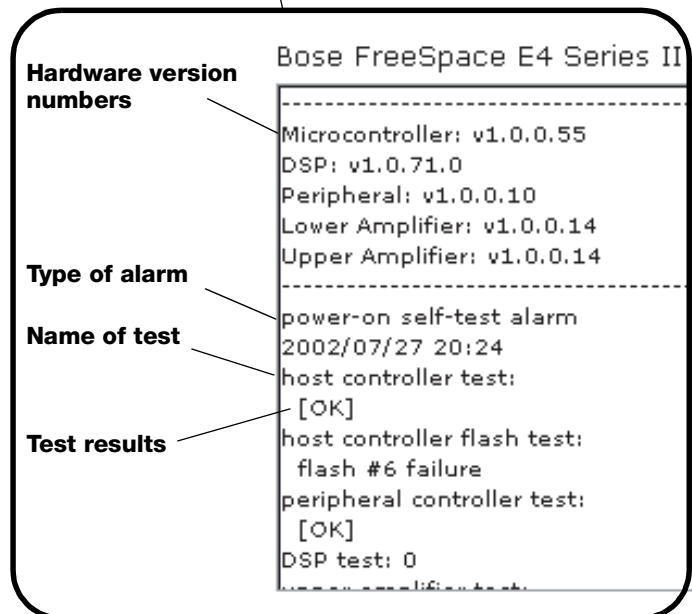 Bose FreeSpace E4 Series II
Hardware version
numbers
Microcontroller: v1.0.0.55
DSP: v1.0.71.0
Peripheral: v1.0.0.10
Lower Amplifier: v1.0.0.14
Upper Amplifier: v1.0.0.14
Type of alarm
power-on self-test alarm
Name of test
2002/07/27 20:24
host controller test:
[OK]
Test results
host controller flash test:
flash #6 failure
peripheral controller test:
[OK]
DSP test: 0
upper amplifier test: